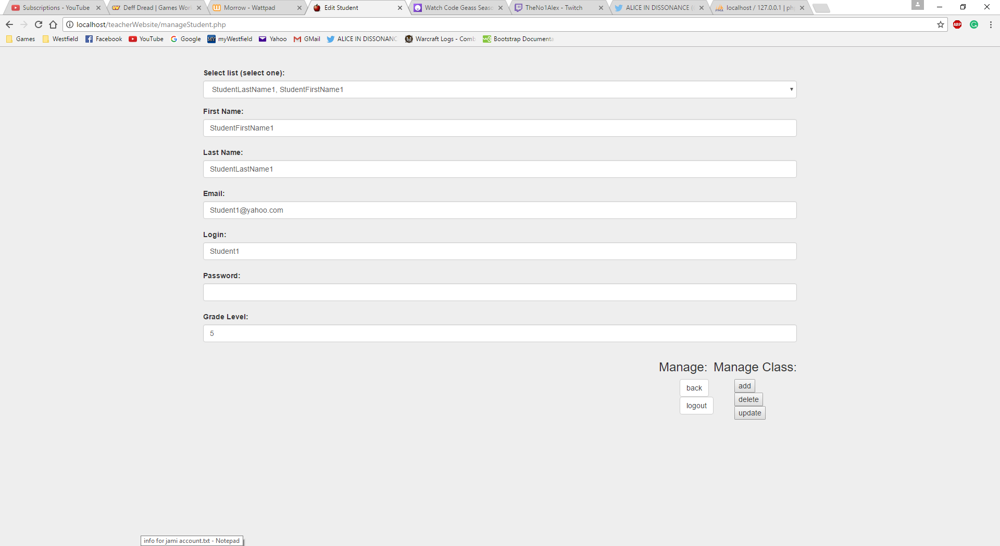 Subscriptions - YouTube
Deff Dread | Games Wor
Morrow - Wattpad
Edit Student
Watch Code Geass Seaso
TheNo1Alex - Twitch
ALICE IN DISSONANCE (
localhost / 127.0.0.1 | ph
localhost/teacherWebsite/manageStudent.php
ABP
Games
Westfield
Facebook
YouTube
Google
MY myWestfield
Yahoo
GMail
ALICE IN DISSONANC
Warcraft Logs - Comb
Bootstrap Documenta
Select list (select one):
StudentLastName1, StudentFirstName1
First Name:
StudentFirstName1
Last Name:
StudentLastName1
Email:
Student1@yahoo.com
Login:
Student1
Password:
Grade Level:
5
Manage: Manage Class:
back
logout
add
delete
update
info for jami account.txt - Notepad